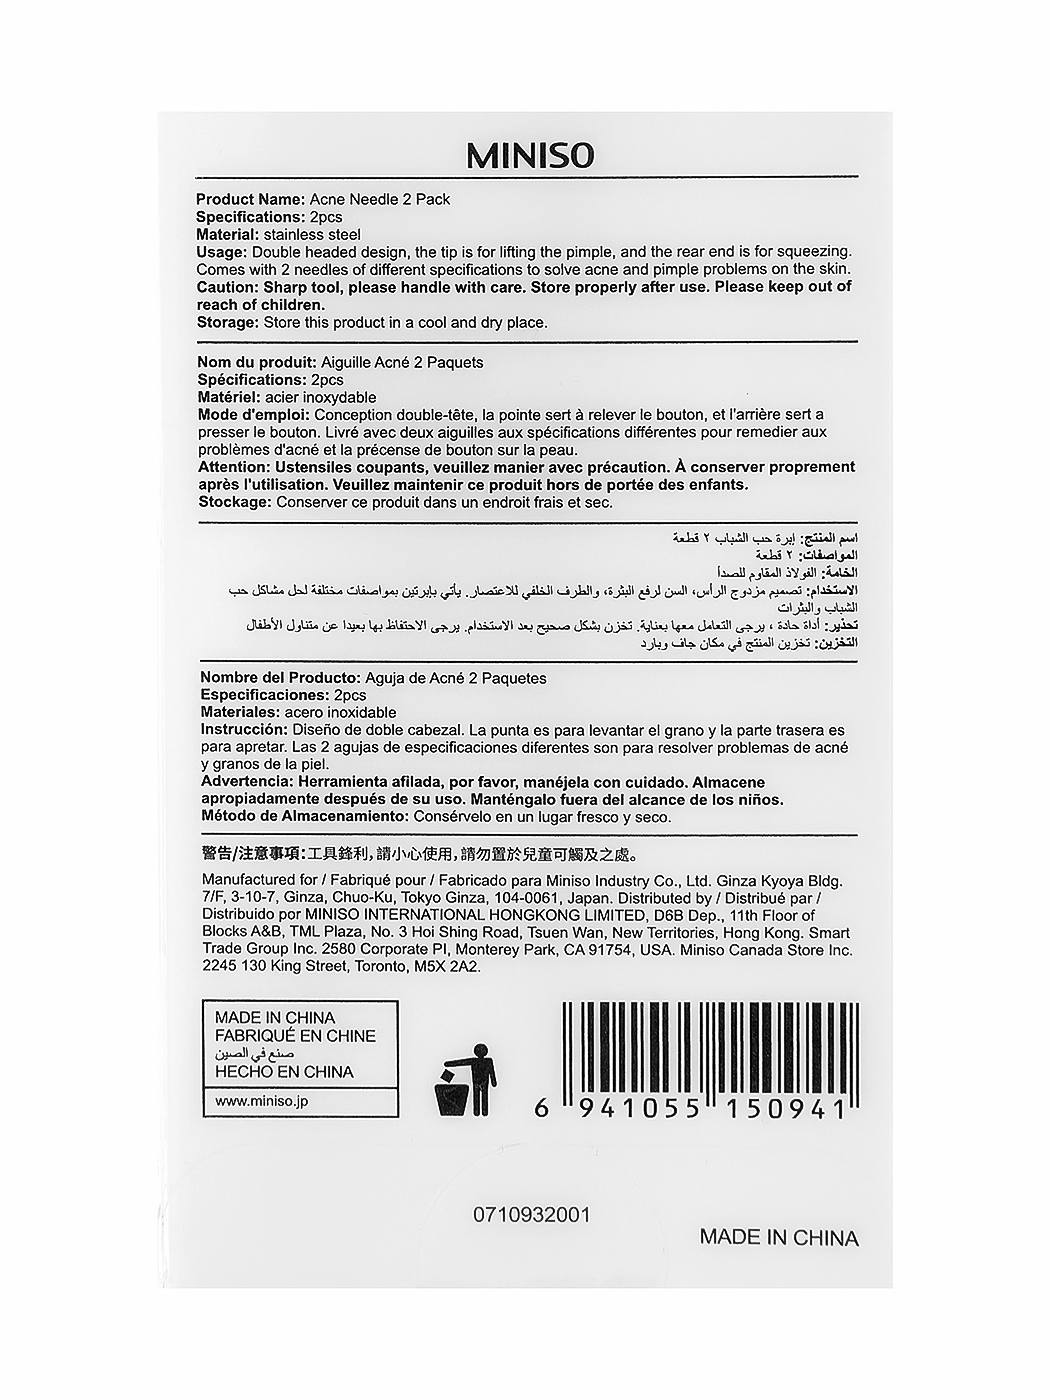 MINISO
Product Name: Acne Needle 2 Pack
Specifications: 2pcs
Material: stainless steel
Usage: Double headed design, the tip is for lifting the pimple, and the rear end is for squeezing.
Comes with 2 needles of different specifications to solve acne and pimple problems on the skin.
Caution: Sharp tool, please handle with care. Store properly after use. Please keep out of
reach of children.
Storage: Store this product in a cool and dry place.
Nom du produit: Aiguille Acné 2 Paquets
Spécifications: 2pcs
Matériel: acier inoxydable
Mode d'emploi: Conception double-tête, la pointe sert à relever le bouton, et l'arrière sert a
presser le bouton. Livré avec deux aiguilles aux spécifications différentes pour remedier aux
problèmes d'acné et la précense de bouton sur la peau.
Attention: Ustensiles coupants, veuillez manier avec précaution. À conserver proprement
après l'utilisation. Veuillez maintenir ce produit hors de portée des enfants.
Stockage: Conserver ce produit dans un endroit frais et sec.
اسم المنتج: إبرة حب الشباب ٢ قطعة
المواصفات: ٢ قطعة
الخامة: الفولاذ المقاوم للصدأ
الاستخدام: تصميم مزدوج الرأس، السن لرفع البثرة، والطرف الخلفي للاعتصار. يأتي بإبرتين بمواصفات مختلفة لحل مشاكل حب
الشباب والبثرات
تحذير: أداة حادة ، يرجى التعامل معها بعناية. تخزن بشكل صحيح بعد الاستخدام. يرجى الاحتفاظ بها بعيدا عن متناول الأطفال
التخزين: تخزين المنتج في مكان جاف وبارد
Nombre del Producto: Aguja de Acné 2 Paquetes
Especificaciones: 2pcs
Materiales: acero inoxidable
Instrucción: Diseño de doble cabezal. La punta es para levantar el grano y la parte trasera es
para apretar. Las 2 agujas de especificaciones diferentes son para resolver problemas de acné
y granos de la piel.
Advertencia: Herramienta afilada, por favor, manéjela con cuidado. Almacene
apropiadamente después de su uso. Manténgalo fuera del alcance de los niños.
Método de Almacenamiento: Consérvelo en un lugar fresco y seco.
警告/注意事項:工具鋒利,請小心使用,請勿置於兒童可觸及之處。
Manufactured for / Fabriqué pour / Fabricado para Miniso Industry Co., Ltd. Ginza Kyoya Bldg.
7/F, 3-10-7, Ginza, Chuo-Ku, Tokyo Ginza, 104-0061, Japan. Distributed by / Distribué par /
Distribuido por MINISO INTERNATIONAL HONGKONG LIMITED, D6B Dep., 11th Floor of
Blocks A&B, TML Plaza, No. 3 Hoi Shing Road, Tsuen Wan, New Territories, Hong Kong. Smart
Trade Group Inc. 2580 Corporate Pl, Monterey Park, CA 91754, USA. Miniso Canada Store Inc.
2245 130 King Street, Toronto, M5X 2A2.
MADE IN CHINA
FABRIQUÉ EN CHINE
صنع في الصين
HECHO EN CHINA
www.miniso.jp
6 941055 150941
0710932001
MADE IN CHINA